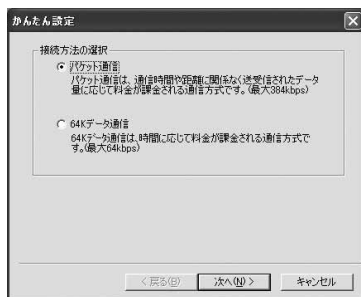 かんたん設定
接続方法の選択
パケット通信
パケット通信は、通信時間や距離に関係なく送受信されたデータ
量に応じて料金が課金される通信方式です。(最大384kbps)
64Kデータ通信
64Kデータ通信は、時間に応じて料金が課金される通信方式で
す。(最大64kbps)
< 戻る(B)
次へ(N) >
キャンセル